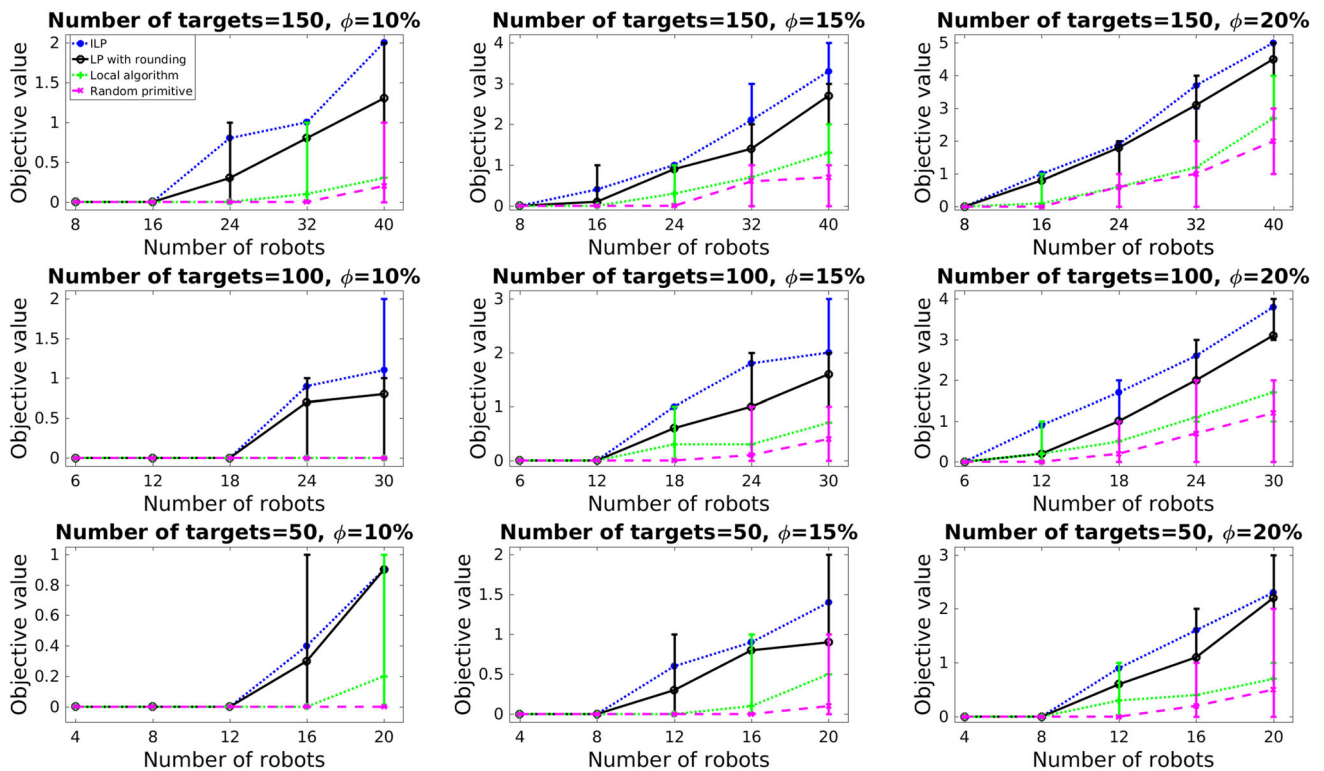 Number of targets=150, ϕ=10%
Objective value
2
1.5
1
0.5
0
ILP
LP with rounding
Local algorithm
Random primitive
8 16 24 32 40
Number of robots
Number of targets=150, ϕ=15%
Objective value
4
3
2
1
0
8 16 24 32 40
Number of robots
Number of targets=150, ϕ=20%
Objective value
5
4
3
2
1
0
8 16 24 32 40
Number of robots
Number of targets=100, ϕ=10%
Objective value
2
1.5
1
0.5
0
6 12 18 24 30
Number of robots
Number of targets=100, ϕ=15%
Objective value
3
2
1
0
6 12 18 24 30
Number of robots
Number of targets=100, ϕ=20%
Objective value
4
3
2
1
0
6 12 18 24 30
Number of robots
Number of targets=50, ϕ=10%
Objective value
1
0.8
0.6
0.4
0.2
0
4 8 12 16 20
Number of robots
Number of targets=50, ϕ=15%
Objective value
2
1.5
1
0.5
0
4 8 12 16 20
Number of robots
Number of targets=50, ϕ=20%
Objective value
3
2
1
0
4 8 12 16 20
Number of robots